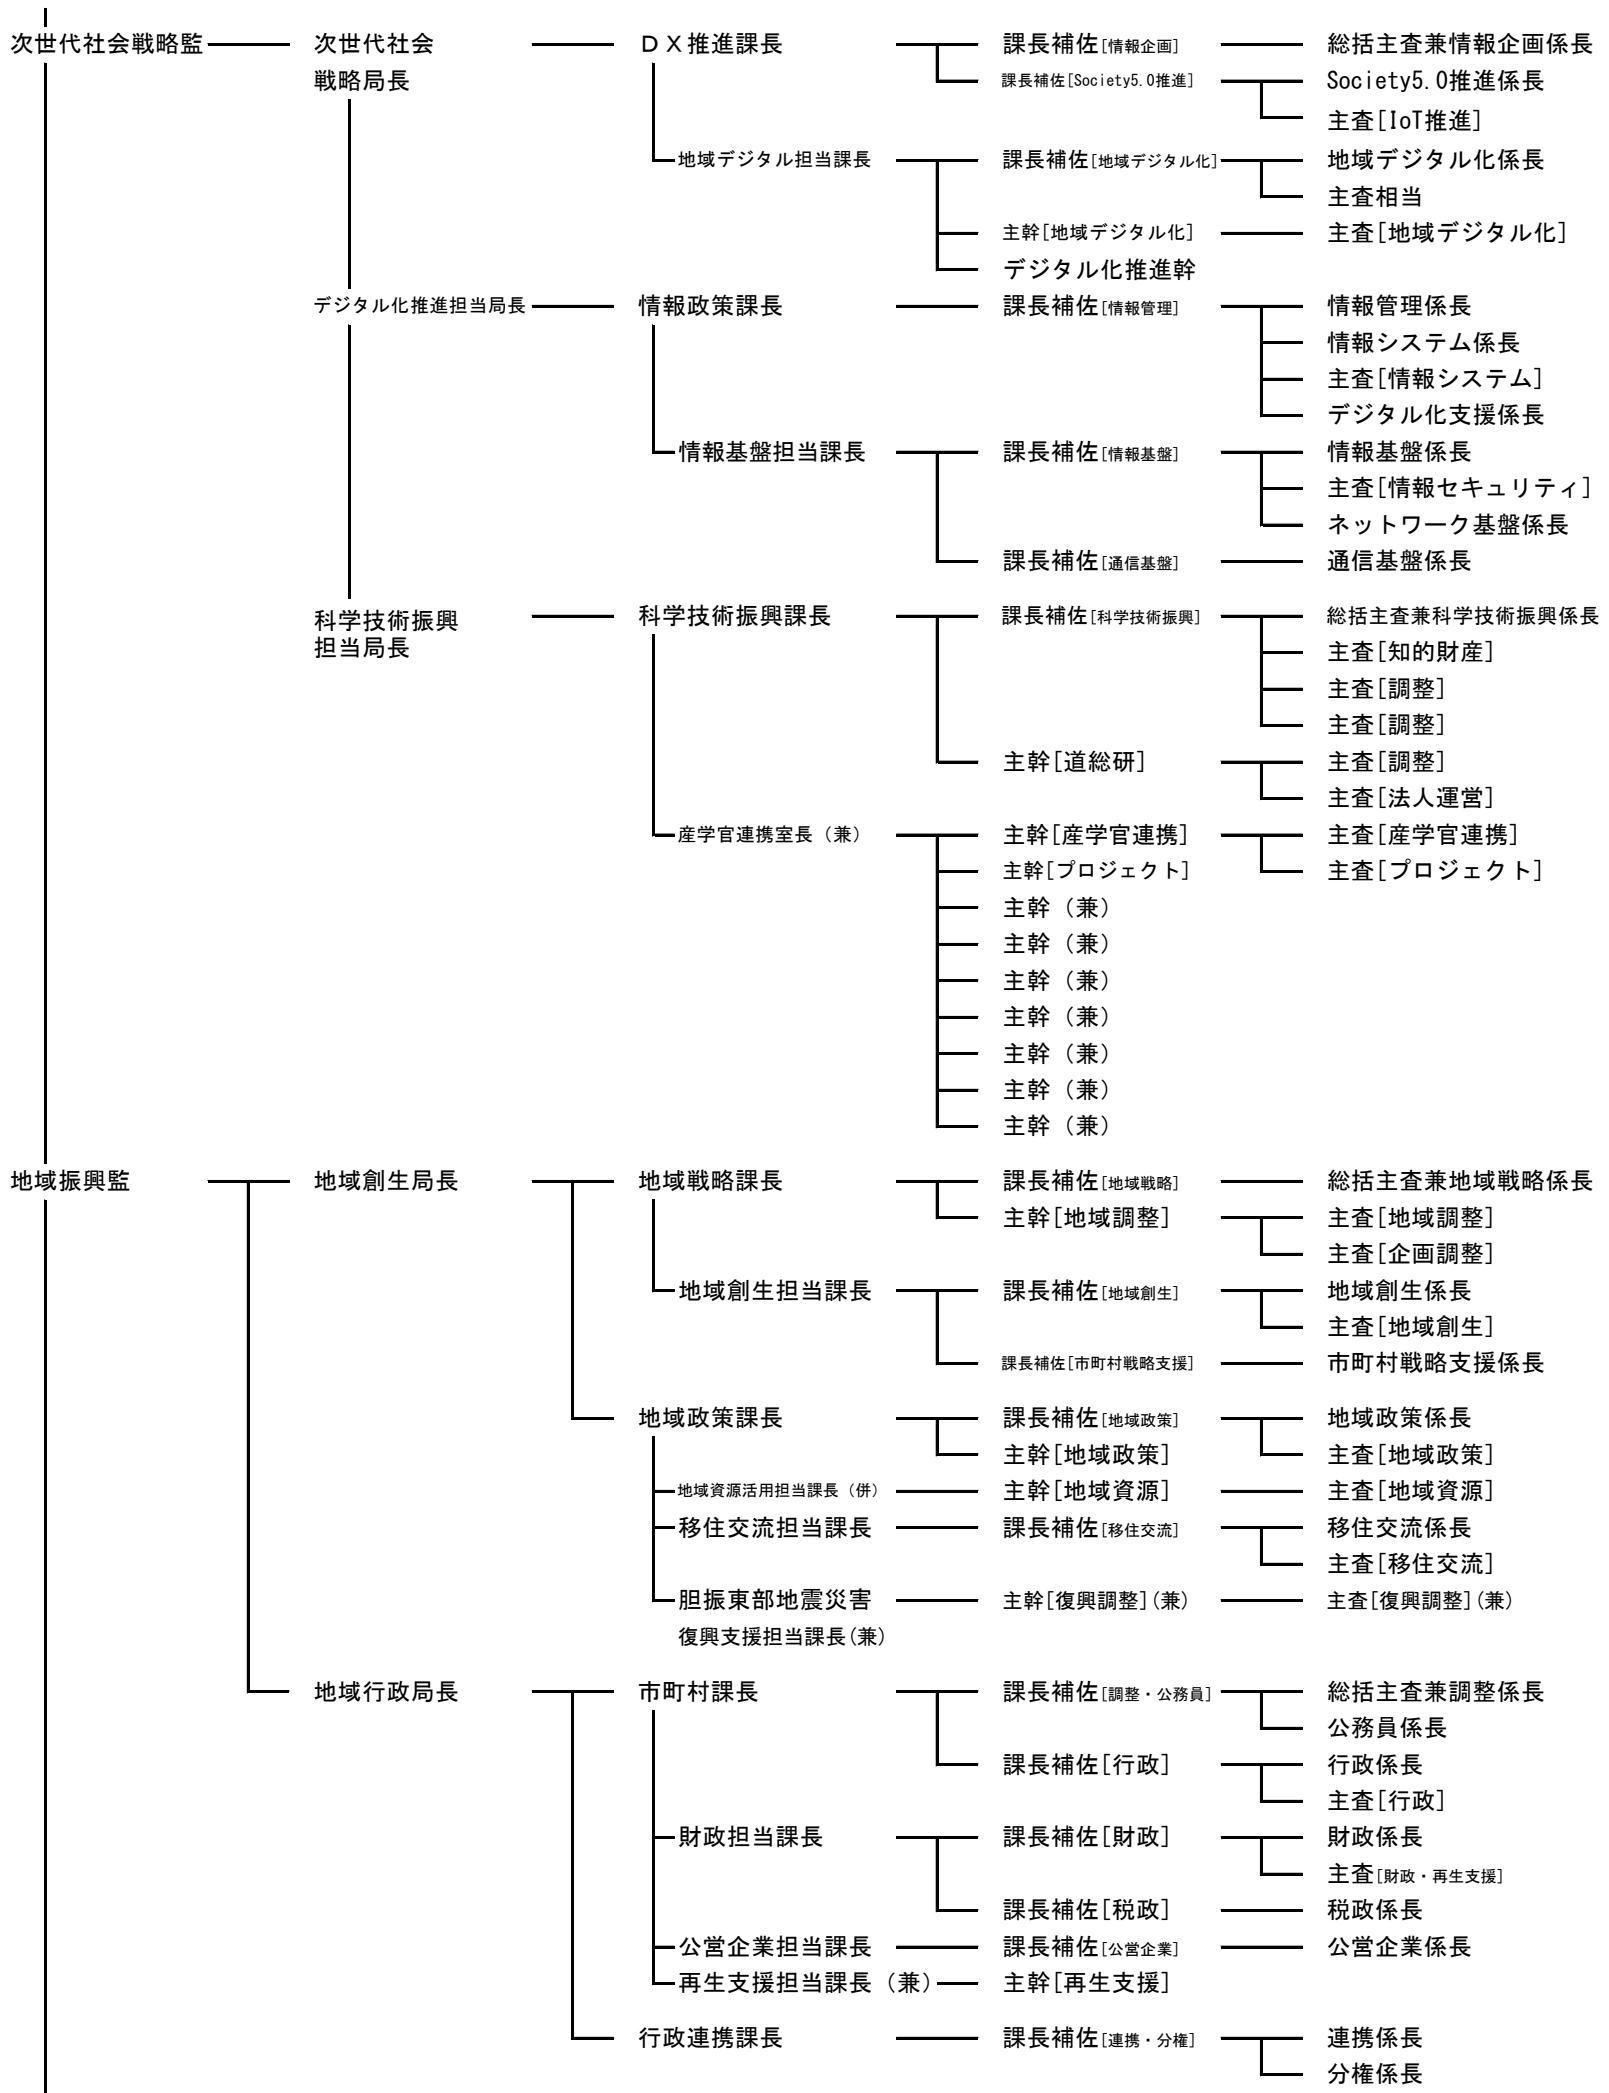 次世代社会戦略監 次世代社会 ＤＸ推進課長 課長補佐[情報企画] 総括主査兼情報企画係長
戦略局長 課長補佐[Society5.0推進] Society5.0推進係長
主査[IoT推進]
地域デジタル担当課長 課長補佐[地域デジタル化] 地域デジタル化係長
主査相当
主幹[地域デジタル化] 主査[地域デジタル化]
デジタル化推進幹
デジタル化推進担当局長 情報政策課長 課長補佐[情報管理] 情報管理係長
情報システム係長
主査[情報システム]
デジタル化支援係長
情報基盤担当課長 課長補佐[情報基盤] 情報基盤係長
主査[情報セキュリティ]
ネットワーク基盤係長
課長補佐[通信基盤] 通信基盤係長
科学技術振興 科学技術振興課長 課長補佐[科学技術振興] 総括主査兼科学技術振興係長
担当局長 主査[知的財産]
主査[調整]
主査[調整]
主幹[道総研] 主査[調整]
主査[法人運営]
産学官連携室長（兼） 主幹[産学官連携] 主査[産学官連携]
主幹[プロジェクト] 主査[プロジェクト]
主幹（兼）
主幹（兼）
主幹（兼）
主幹（兼）
主幹（兼）
主幹（兼）
主幹（兼）
地域振興監 地域創生局長 地域戦略課長 課長補佐[地域戦略] 総括主査兼地域戦略係長
主幹[地域調整] 主査[地域調整]
主査[企画調整]
地域創生担当課長 課長補佐[地域創生] 地域創生係長
主査[地域創生]
課長補佐[市町村戦略支援] 市町村戦略支援係長
地域政策課長 課長補佐[地域政策] 地域政策係長
主幹[地域政策] 主査[地域政策]
地域資源活用担当課長（併） 主幹[地域資源] 主査[地域資源]
移住交流担当課長 課長補佐[移住交流] 移住交流係長
主査[移住交流]
胆振東部地震災害 主幹[復興調整](兼) 主査[復興調整](兼)
復興支援担当課長(兼)
地域行政局長 市町村課長 課長補佐[調整・公務員] 総括主査兼調整係長
公務員係長
課長補佐[行政] 行政係長
主査[行政]
財政担当課長 課長補佐[財政] 財政係長
主査[財政・再生支援]
課長補佐[税政] 税政係長
公営企業担当課長 課長補佐[公営企業] 公営企業係長
再生支援担当課長（兼） 主幹[再生支援]
行政連携課長 課長補佐[連携・分権] 連携係長
分権係長